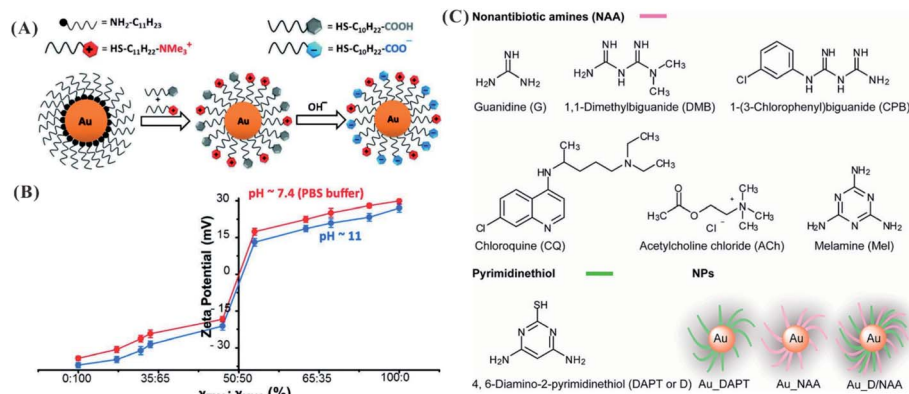 (A)
= NH₂-C₁₁H₂₃
= HS-C₁₁H₂₂-NMe₃⁺
= HS-C₁₀H₂₂-COOH
= HS-C₁₀H₂₂-COO⁻
Au
+
Au
OH⁻
Au
(B)
pH ~ 7.4 (PBS buffer)
pH ~ 11
Zeta Potential (mV)
30
15
0
- 15
- 30
0:100
35:65
50:50
65:35
100:0
(%)
(C)
Nonantibiotic amines (NAA)
NH
H₂N NH₂
Guanidine (G)
NH NH
H₂N N N CH₃
H CH₃
1,1-Dimethylbiguanide (DMB)
Cl
H NH NH
N N NH₂
H
1-(3-Chlorophenyl)biguanide (CPB)
CH₃
HN
N CH₃
CH₃
Cl N
Chloroquine (CQ)
O
H₃C O
CH₃
N⁺ CH₃
CH₃
Cl⁻
Acetylcholine chloride (ACh)
NH₂
N N
H₂N N NH₂
Melamine (Mel)
Pyrimidinethiol
SH
N N
H₂N NH₂
4, 6-Diamino-2-pyrimidinethiol (DAPT or D)
NPs
Au
Au
Au
Au_DAPT
Au_NAA
Au_D/NAA